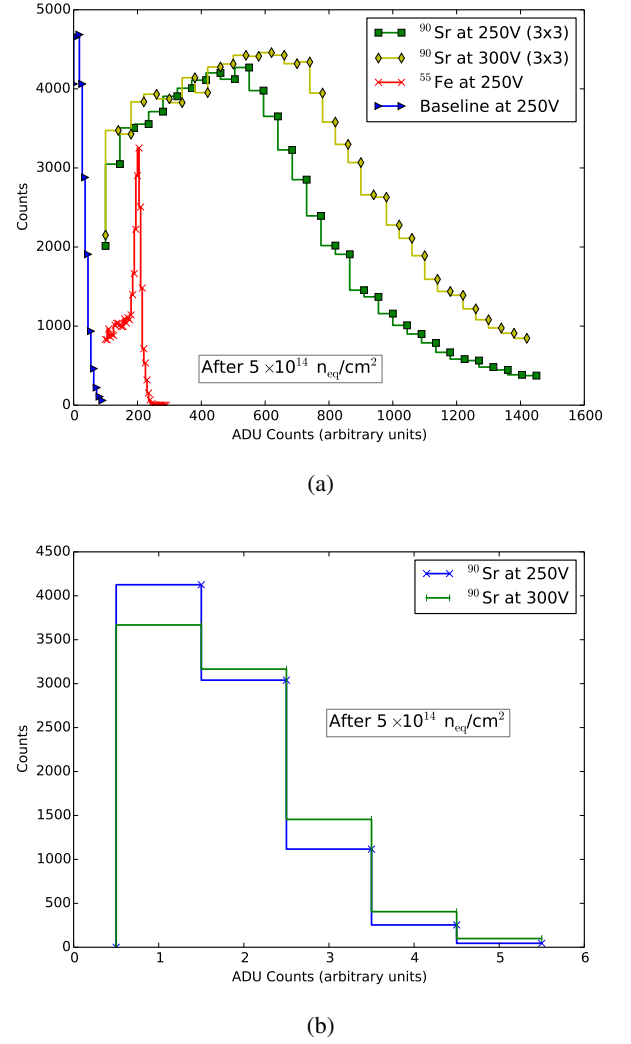 5000
4000
3000
2000
1000
0
Counts
⁹⁰Sr at 250V (3x3)
⁹⁰Sr at 300V (3x3)
⁵⁵Fe at 250V
Baseline at 250V
After 5 ×10¹⁴ n_eq/cm²
0 200 400 600 800 1000 1200 1400 1600
ADU Counts (arbitrary units)
(a)
4500
4000
3500
3000
2500
2000
1500
1000
500
0
Counts
⁹⁰Sr at 250V
⁹⁰Sr at 300V
After 5 ×10¹⁴ n_eq/cm²
0 1 2 3 4 5 6
ADU Counts (arbitrary units)
(b)